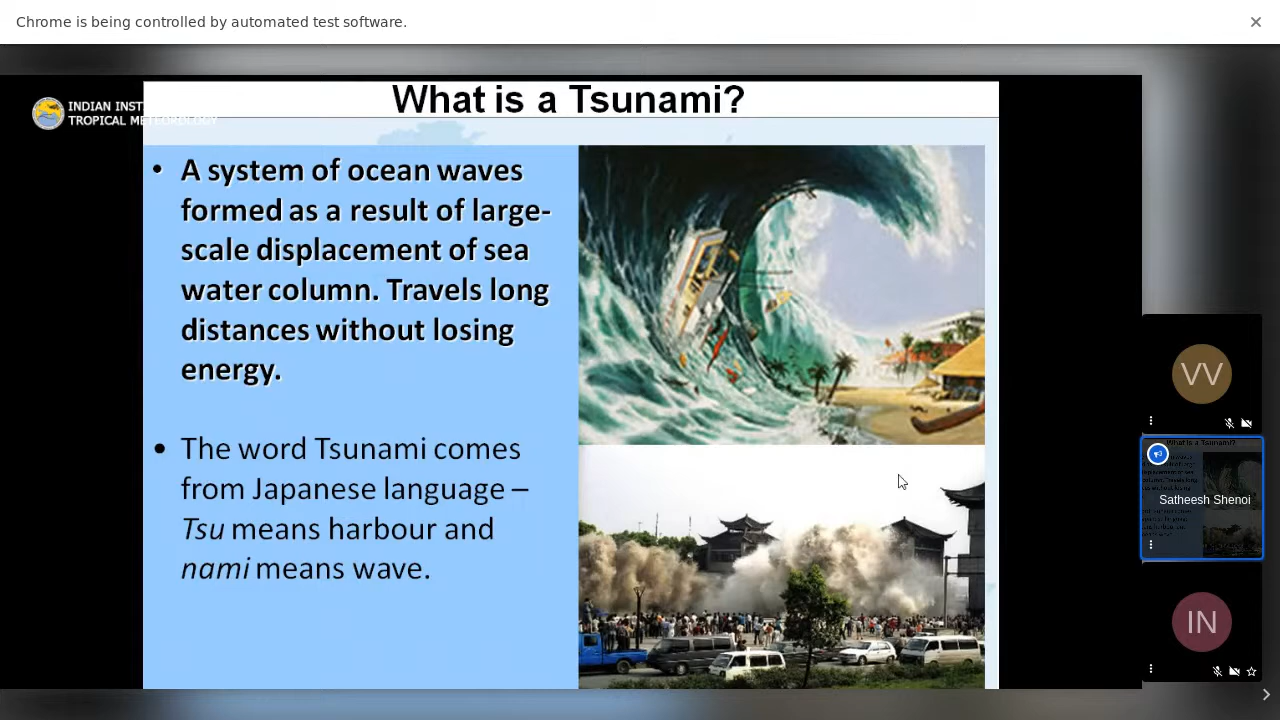 Chrome is being controlled by automated test software.
What is a Tsunami?
INDIAN INST
TROPICAL METEOROLOGY
• A system of ocean waves
formed as a result of large-
scale displacement of sea
water column. Travels long
distances without losing
energy.
• The word Tsunami comes
from Japanese language –
Tsu means harbour and
nami means wave.
VV
What is a Tsunami?
Satheesh Shenoi
IN